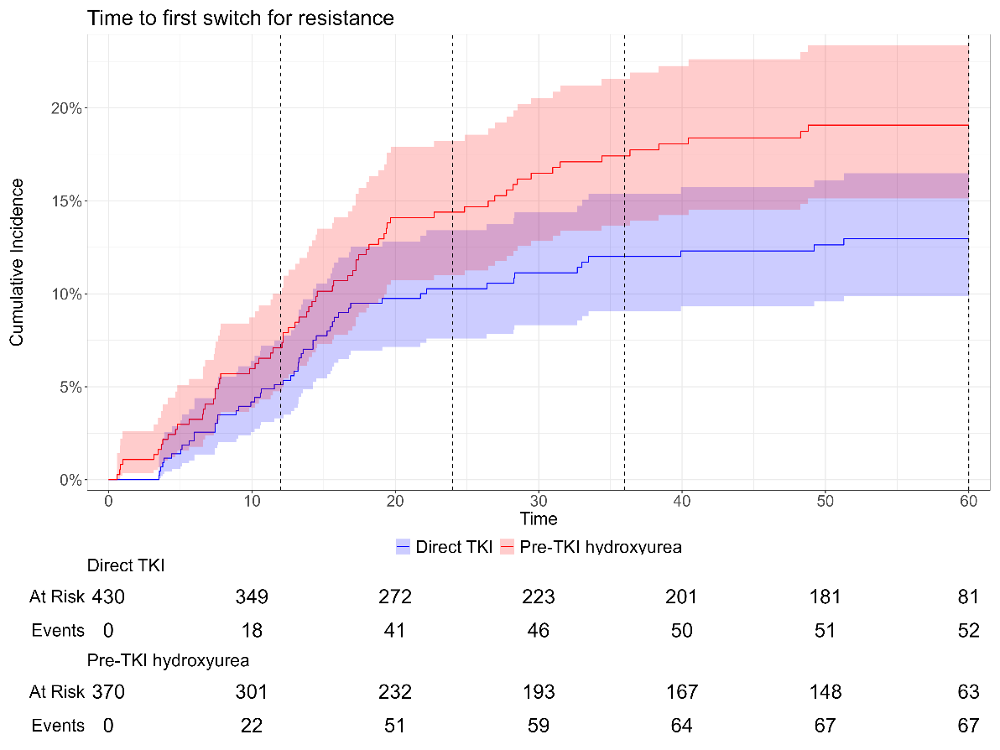 Time to first switch for resistance
Cumulative Incidence
20%
15%
10%
5%
0%
0 10 20 30 40 50 60
Time
Direct TKI Pre-TKI hydroxyurea
Direct TKI
At Risk 430 349 272 223 201 181 81
Events 0 18 41 46 50 51 52
Pre-TKI hydroxyurea
At Risk 370 301 232 193 167 148 63
Events 0 22 51 59 64 67 67